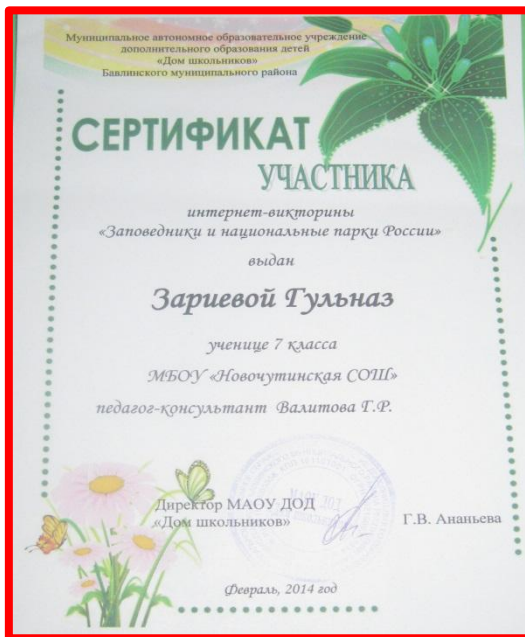 Муниципальное автономное образовательное учреждение
дополнительного образования детей
«Дом школьников»
Бавлинского муниципального района
СЕРТИФИКАТ
УЧАСТНИКА
интернет-викторины
«Заповедники и национальные парки России»
выдан
Зариевой Гульназ
ученице 7 класса
МБОУ «Новочутинская СОШ»
педагог-консультант Валитова Г.Р.
Директор МАОУ ДОД
«Дом школьников»
Г.В. Ананьева
Февраль, 2014 год